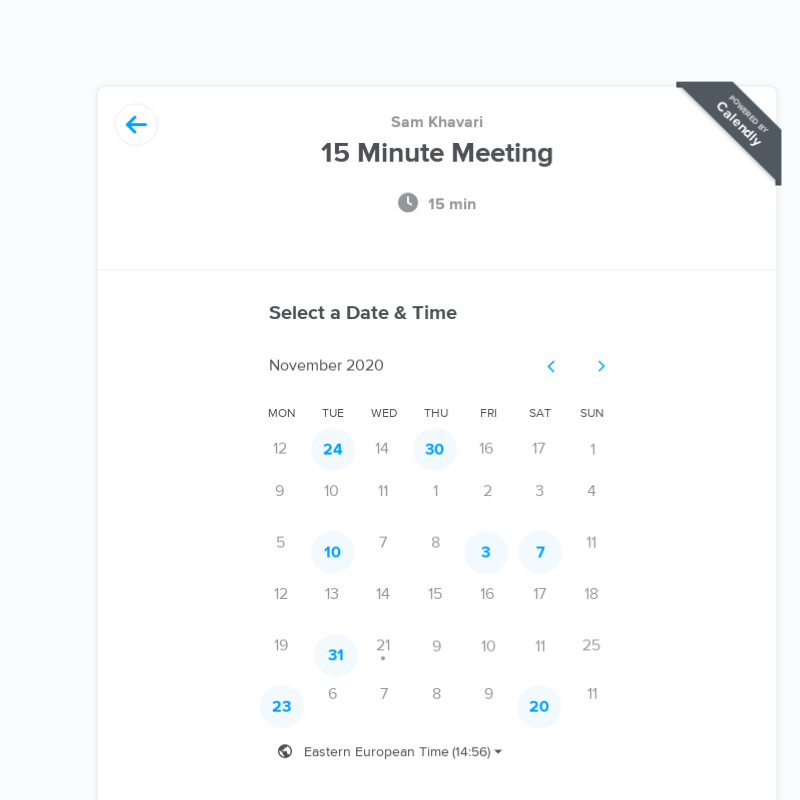 POWERED BY
Calendly
Sam Khavari
15 Minute Meeting
15 min
Select a Date & Time
November 2020
MON TUE WED THU FRI SAT SUN
12 24 14 30 16 17 1
9 10 11 1 2 3 4
5 10 7 8 3 7 11
12 13 14 15 16 17 18
19 31 21 9 10 11 25
23 6 7 8 9 20 11
Eastern European Time (14:56)